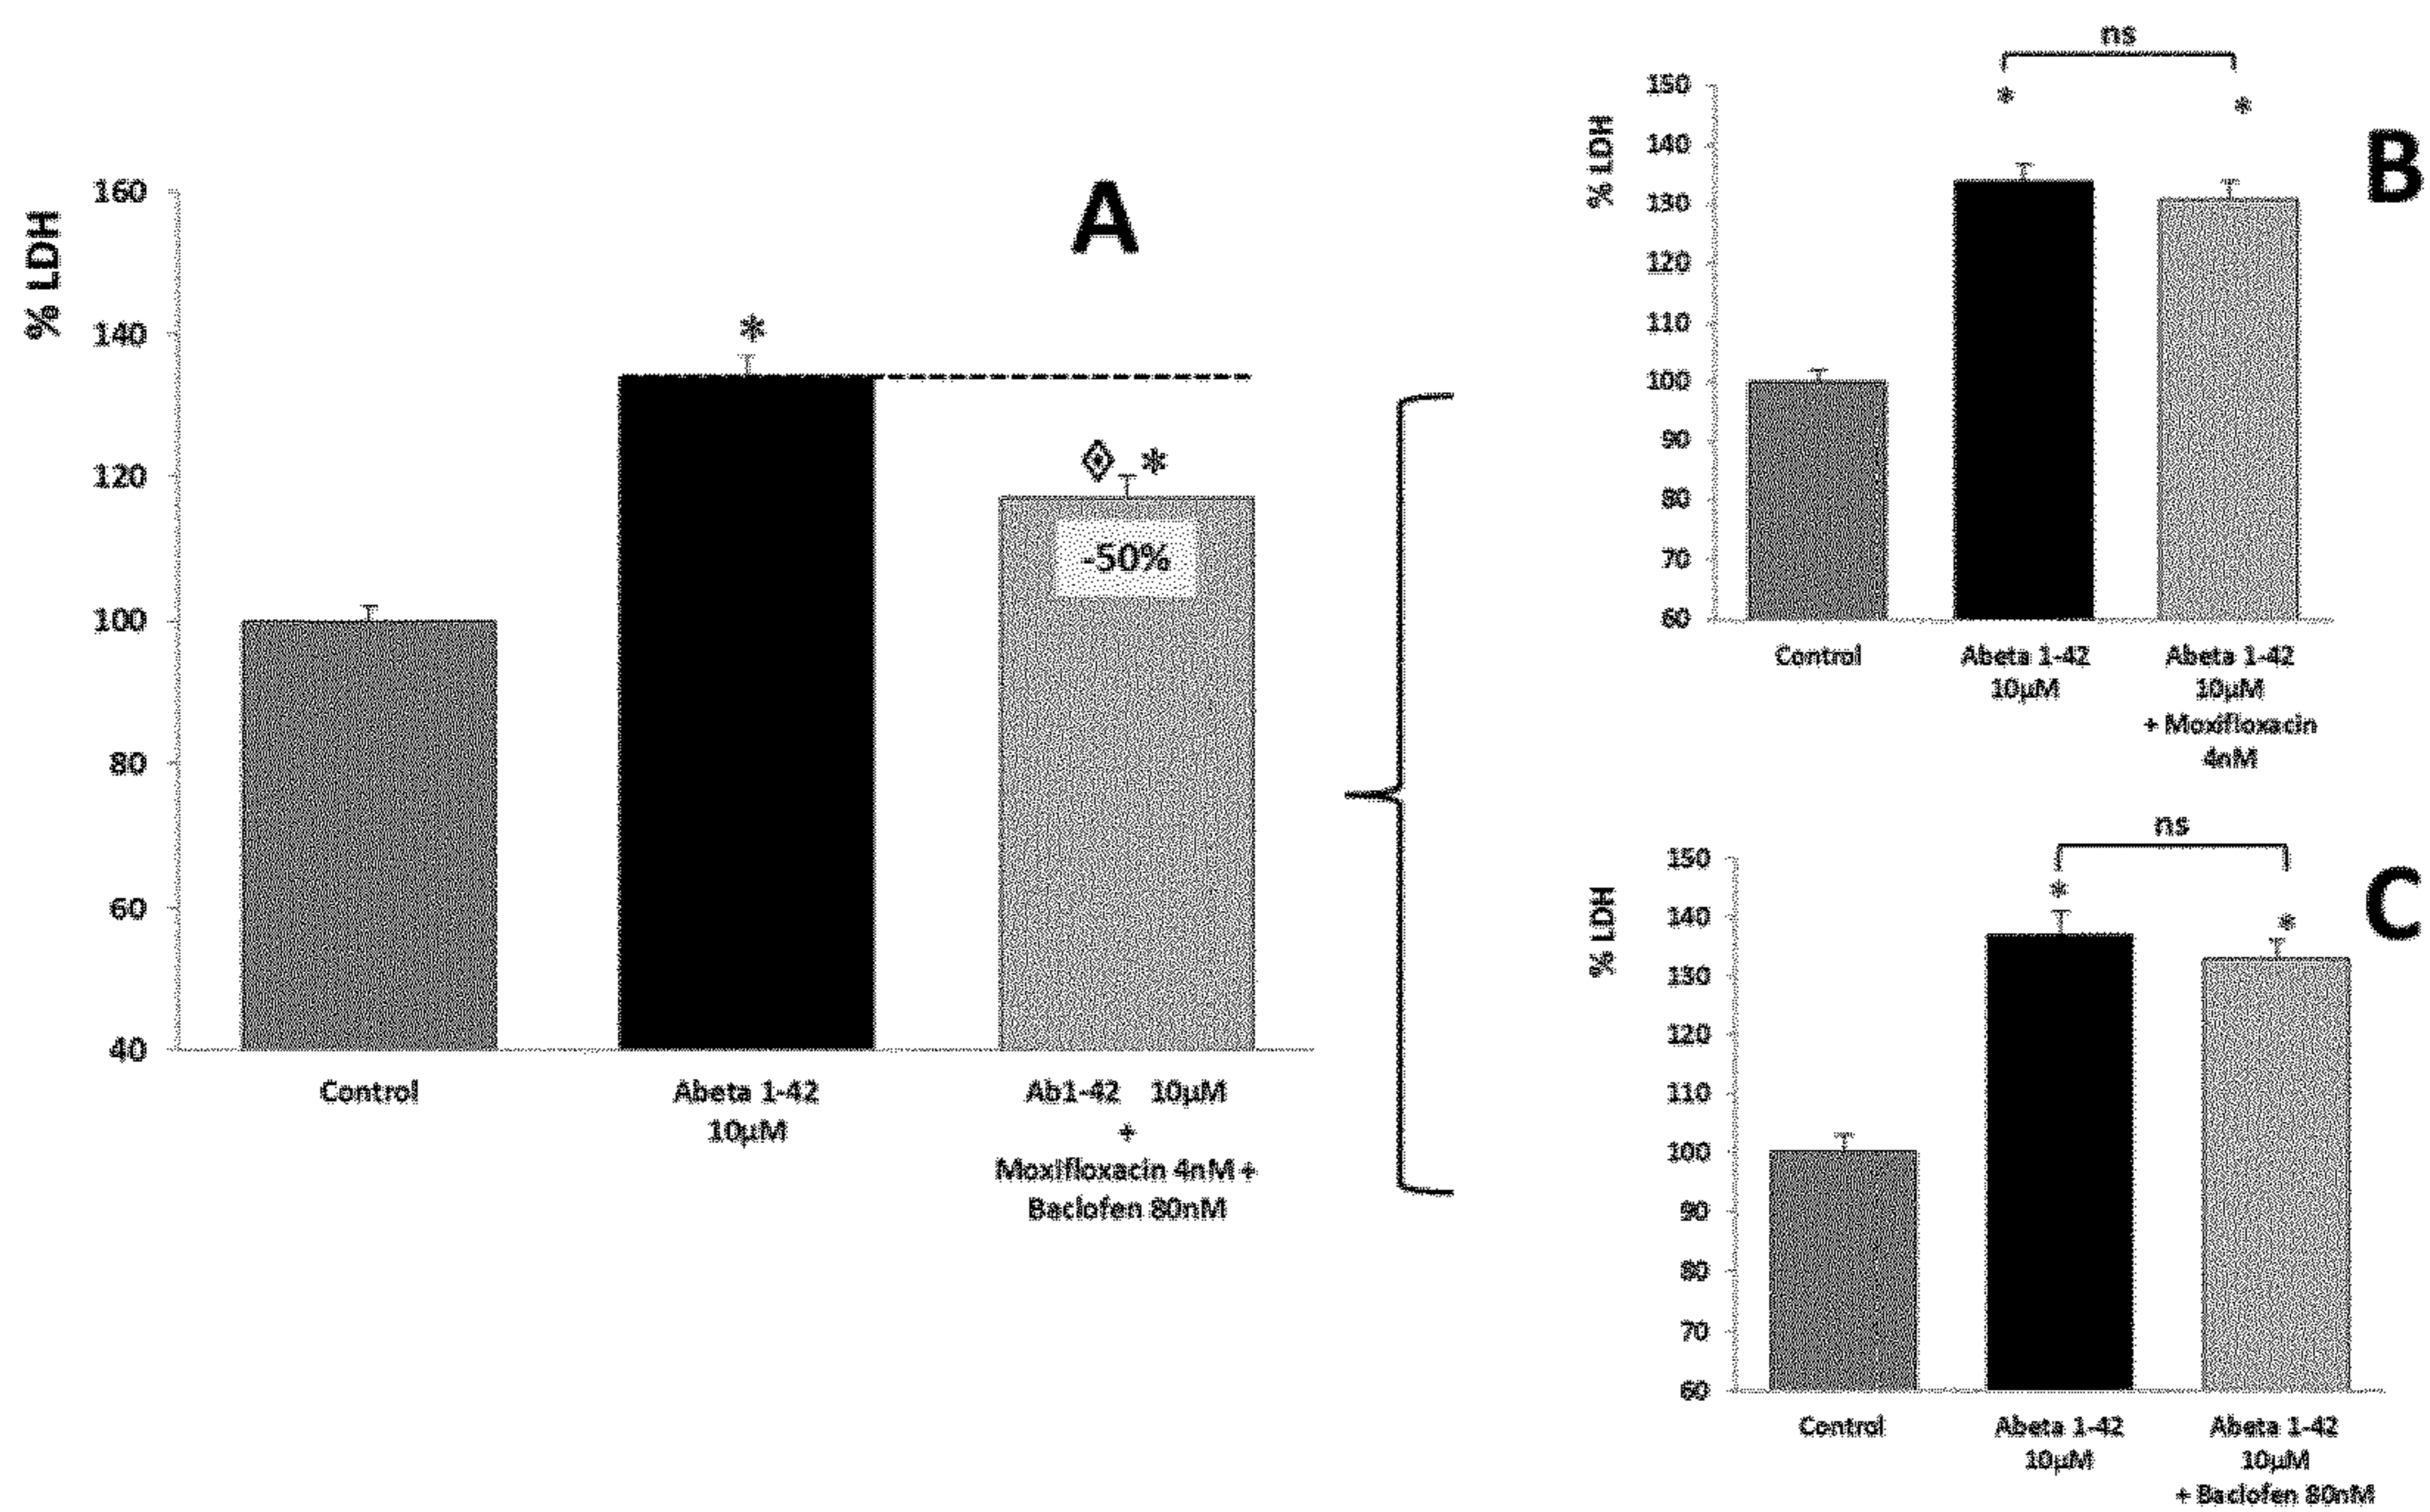 A
% LDH
160
140
120
100
80
60
40
*
◊ *
-50%
Control
Abeta 1-42
10µM
Ab1-42 10µM
+
Moxifloxacin 4nM +
Baclofen 80nM
B
ns
% LDH
150
140
130
120
110
100
90
80
70
60
* *
Control
Abeta 1-42
10µM
Abeta 1-42
10µM
+ Moxifloxacin
4nM
C
ns
% LDH
150
140
130
120
110
100
90
80
70
60
*
*
Control
Abeta 1-42
10µM
Abeta 1-42
10µM
+ Baclofen 80nM